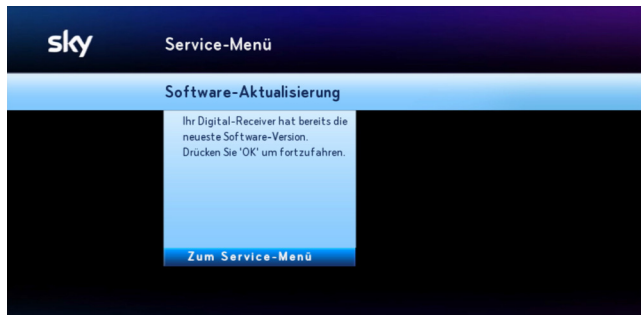 sky
Service-Menü
Software-Aktualisierung
Ihr Digital-Receiver hat bereits die
neueste Software-Version.
Drücken Sie 'OK' um fortzufahren.
Zum Service-Menü